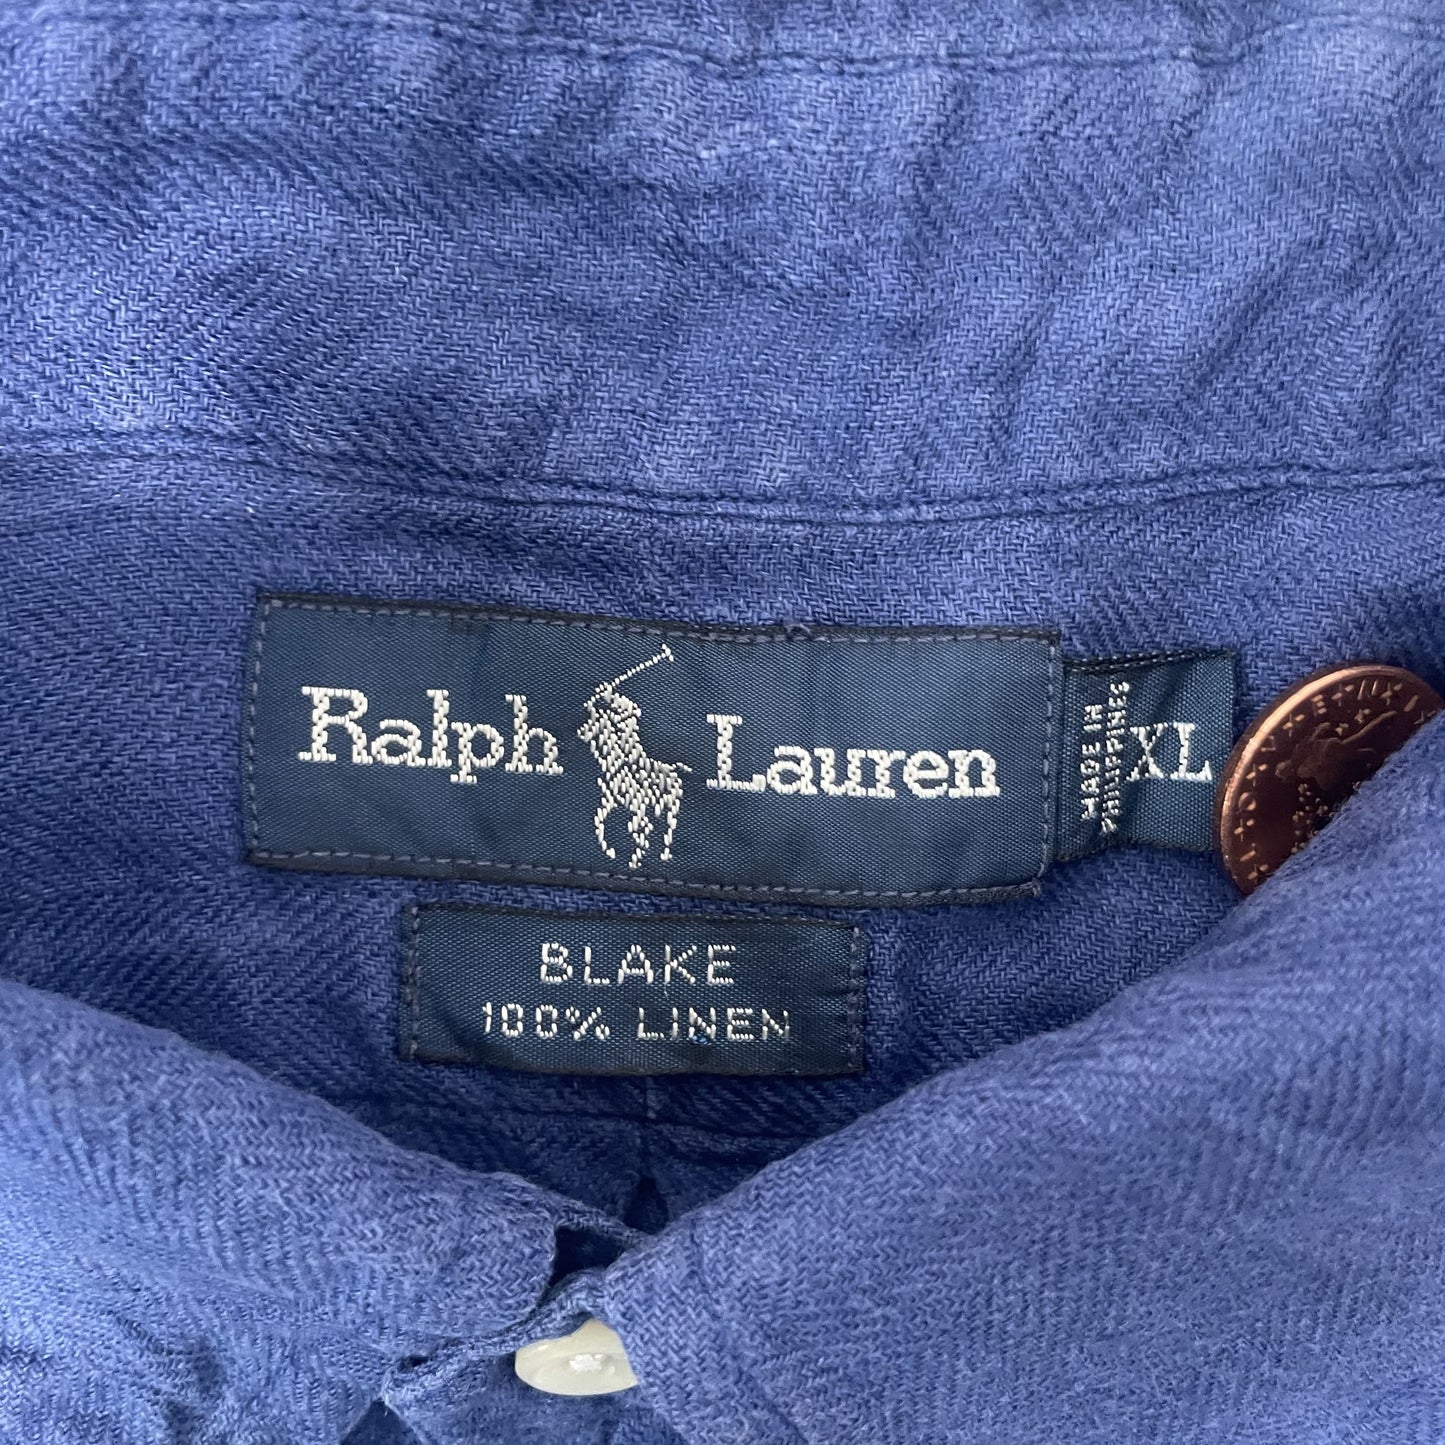 Ralph Lauren
MADE IN
PHILIPPINES
XL
BLAKE
100% LINEN